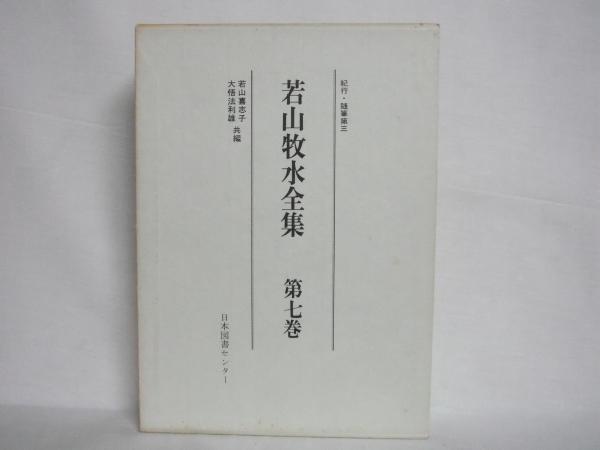 紀行・随筆第三
若山牧水全集　第七巻
若山喜志子
大悟法利雄　共編
日本図書センター